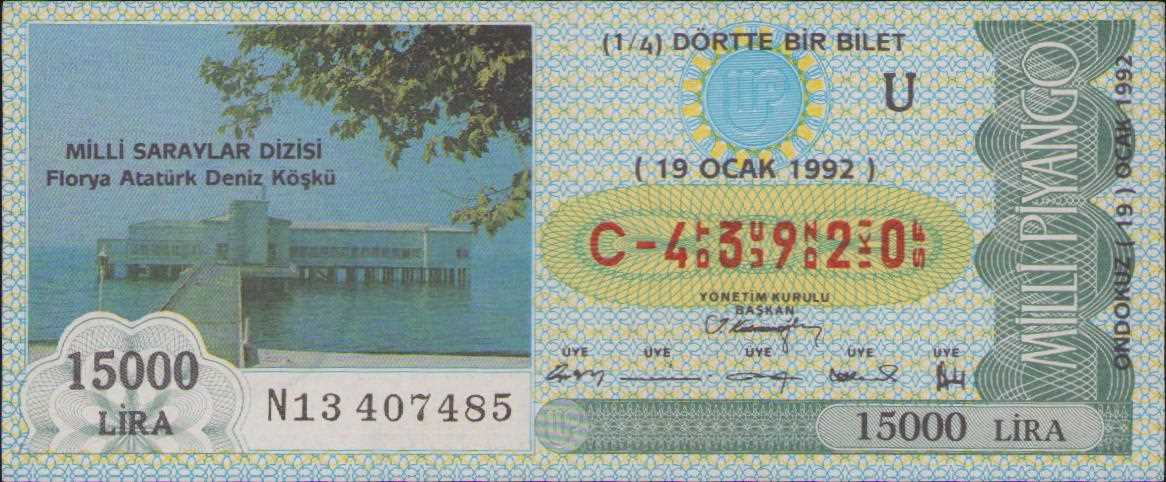 MİLLİ SARAYLAR DİZİSİ
Florya Atatürk Deniz Köşkü
15000
LİRA
N13 407485
(1/4) DÖRTTE BİR BİLET
U
( 19 OCAK 1992 )
C-43920
YÖNETİM KURULU
BAŞKAN
ÜYE ÜYE ÜYE ÜYE ÜYE
15000 LİRA
MİLLİ PİYANGO
ONDOKUZ ( 19 ) OCAK 1992